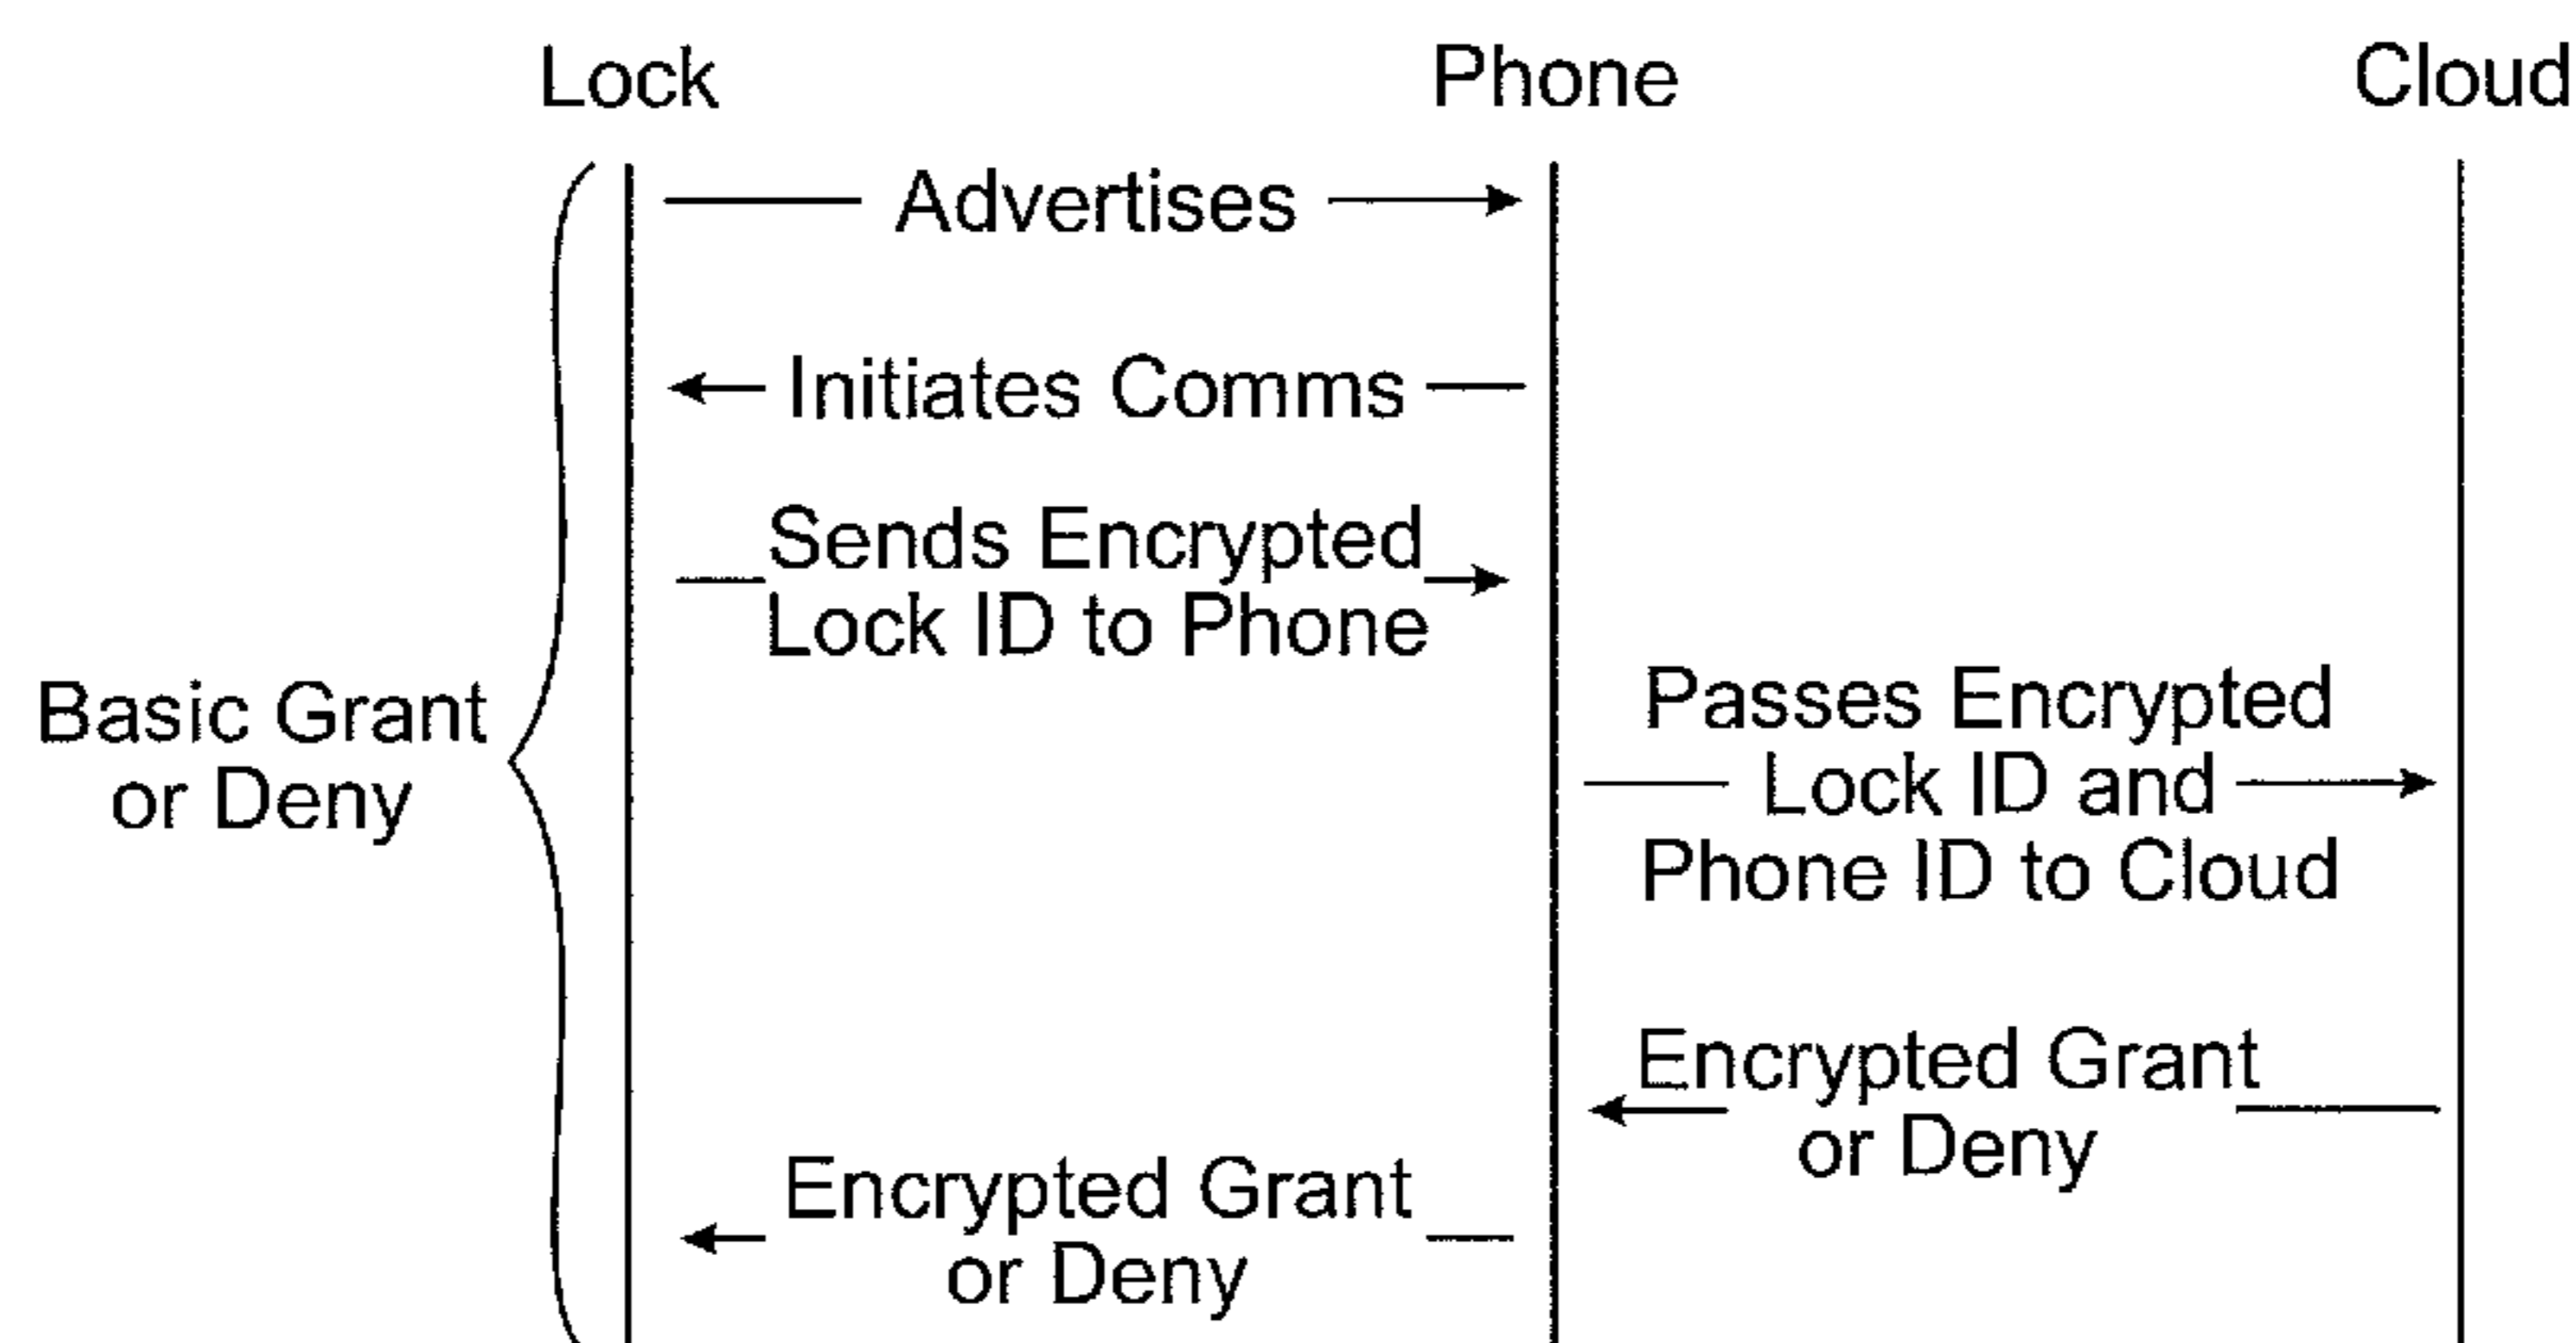 Lock
Phone
Cloud
Advertises
Initiates Comms
Sends Encrypted
Lock ID to Phone
Basic Grant
or Deny
Passes Encrypted
Lock ID and
Phone ID to Cloud
Encrypted Grant
or Deny
Encrypted Grant
or Deny